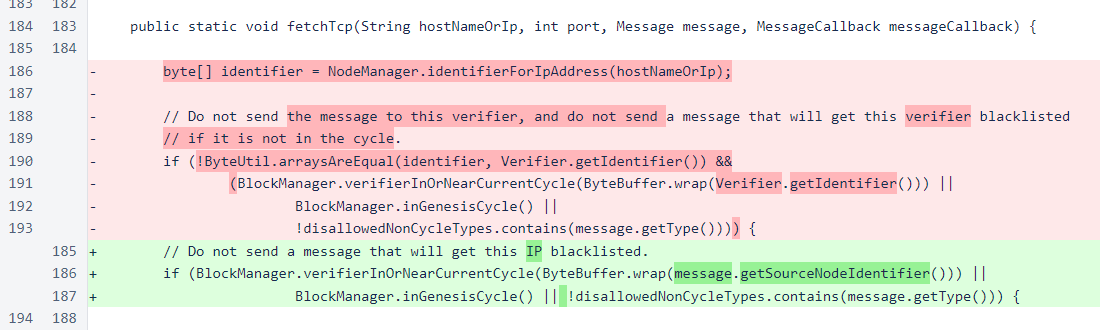 183 182
184 183 public static void fetchTcp(String hostNameOrIp, int port, Message message, MessageCallback messageCallback) {
185 184
186 - byte[] identifier = NodeManager.identifierForIpAddress(hostNameOrIp);
187 -
188 - // Do not send the message to this verifier, and do not send a message that will get this verifier blacklisted
189 - // if it is not in the cycle.
190 - if (!ByteUtil.arraysAreEqual(identifier, Verifier.getIdentifier()) &&
191 - (BlockManager.verifierInOrNearCurrentCycle(ByteBuffer.wrap(Verifier.getIdentifier())) ||
192 - BlockManager.inGenesisCycle() ||
193 - !disallowedNonCycleTypes.contains(message.getType()))) {
185 + // Do not send a message that will get this IP blacklisted.
186 + if (BlockManager.verifierInOrNearCurrentCycle(ByteBuffer.wrap(message.getSourceNodeIdentifier())) ||
187 + BlockManager.inGenesisCycle() || !disallowedNonCycleTypes.contains(message.getType())) {
194 188